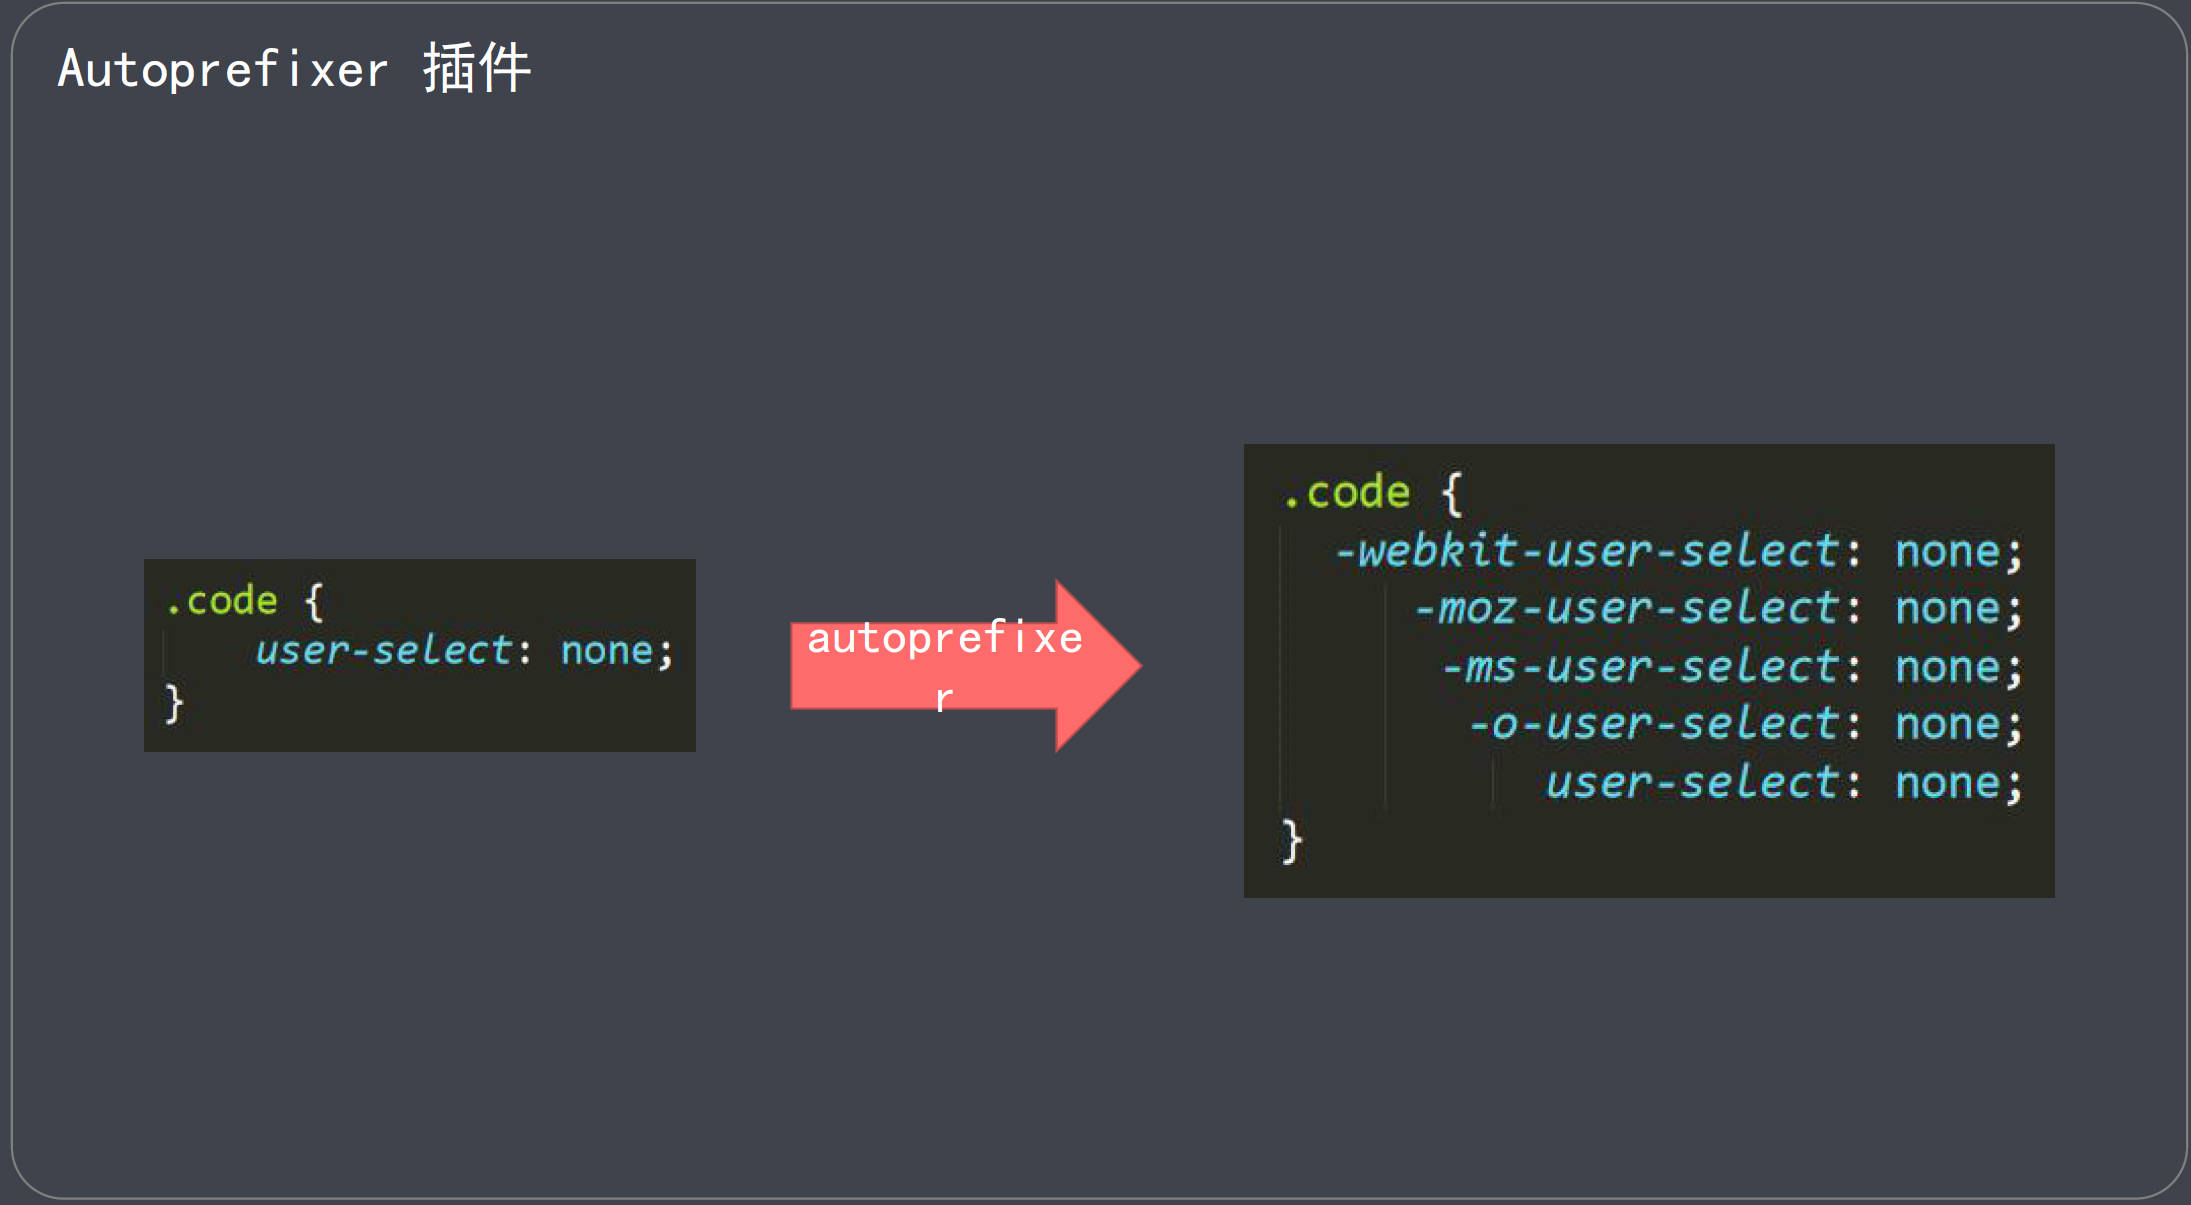 Autoprefixer 插件
.code {
user-select: none;
}
autoprefixe
r
.code {
-webkit-user-select: none;
-moz-user-select: none;
-ms-user-select: none;
-o-user-select: none;
user-select: none;
}